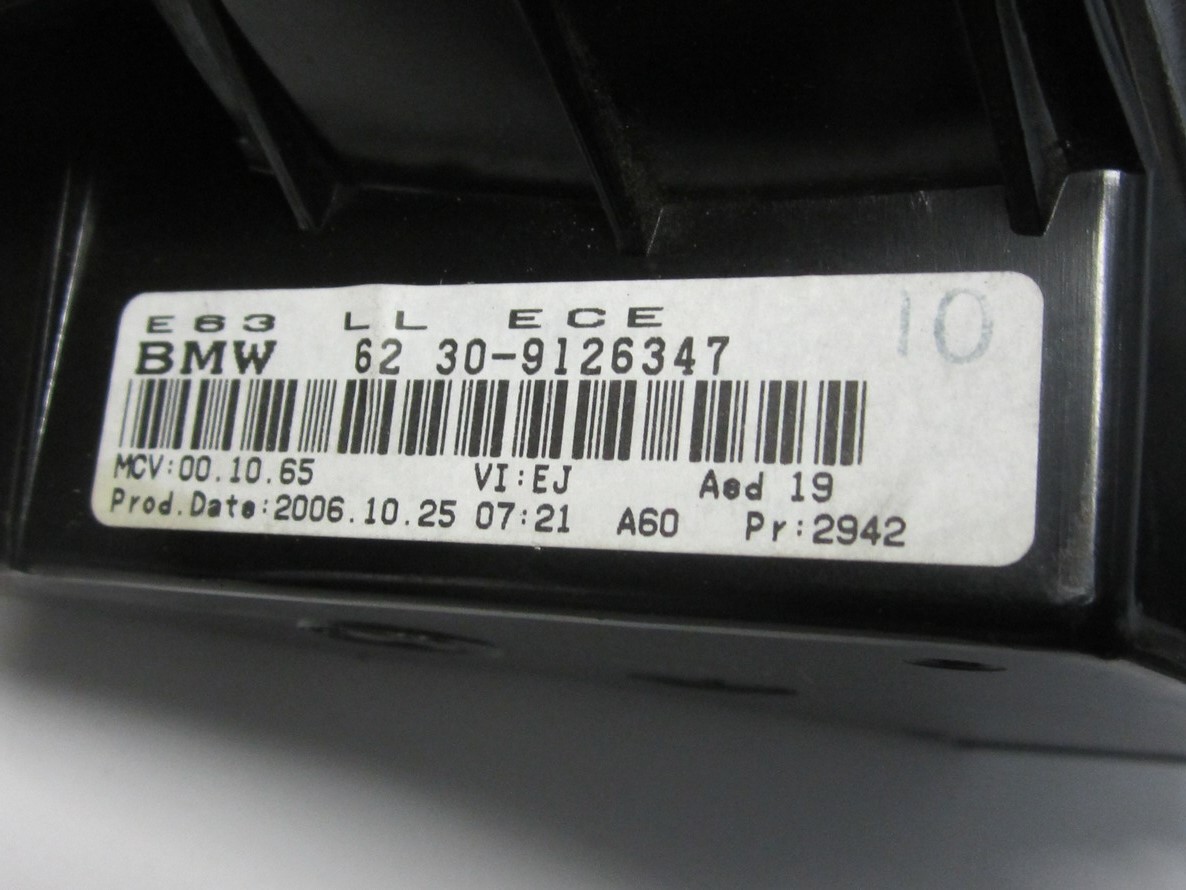 E63 LL ECE
10
BMW 62 30-9126347
MCV:00.10.65 VI:EJ Aed 19
Prod.Date:2006.10.25 07:21 A60 Pr:2942